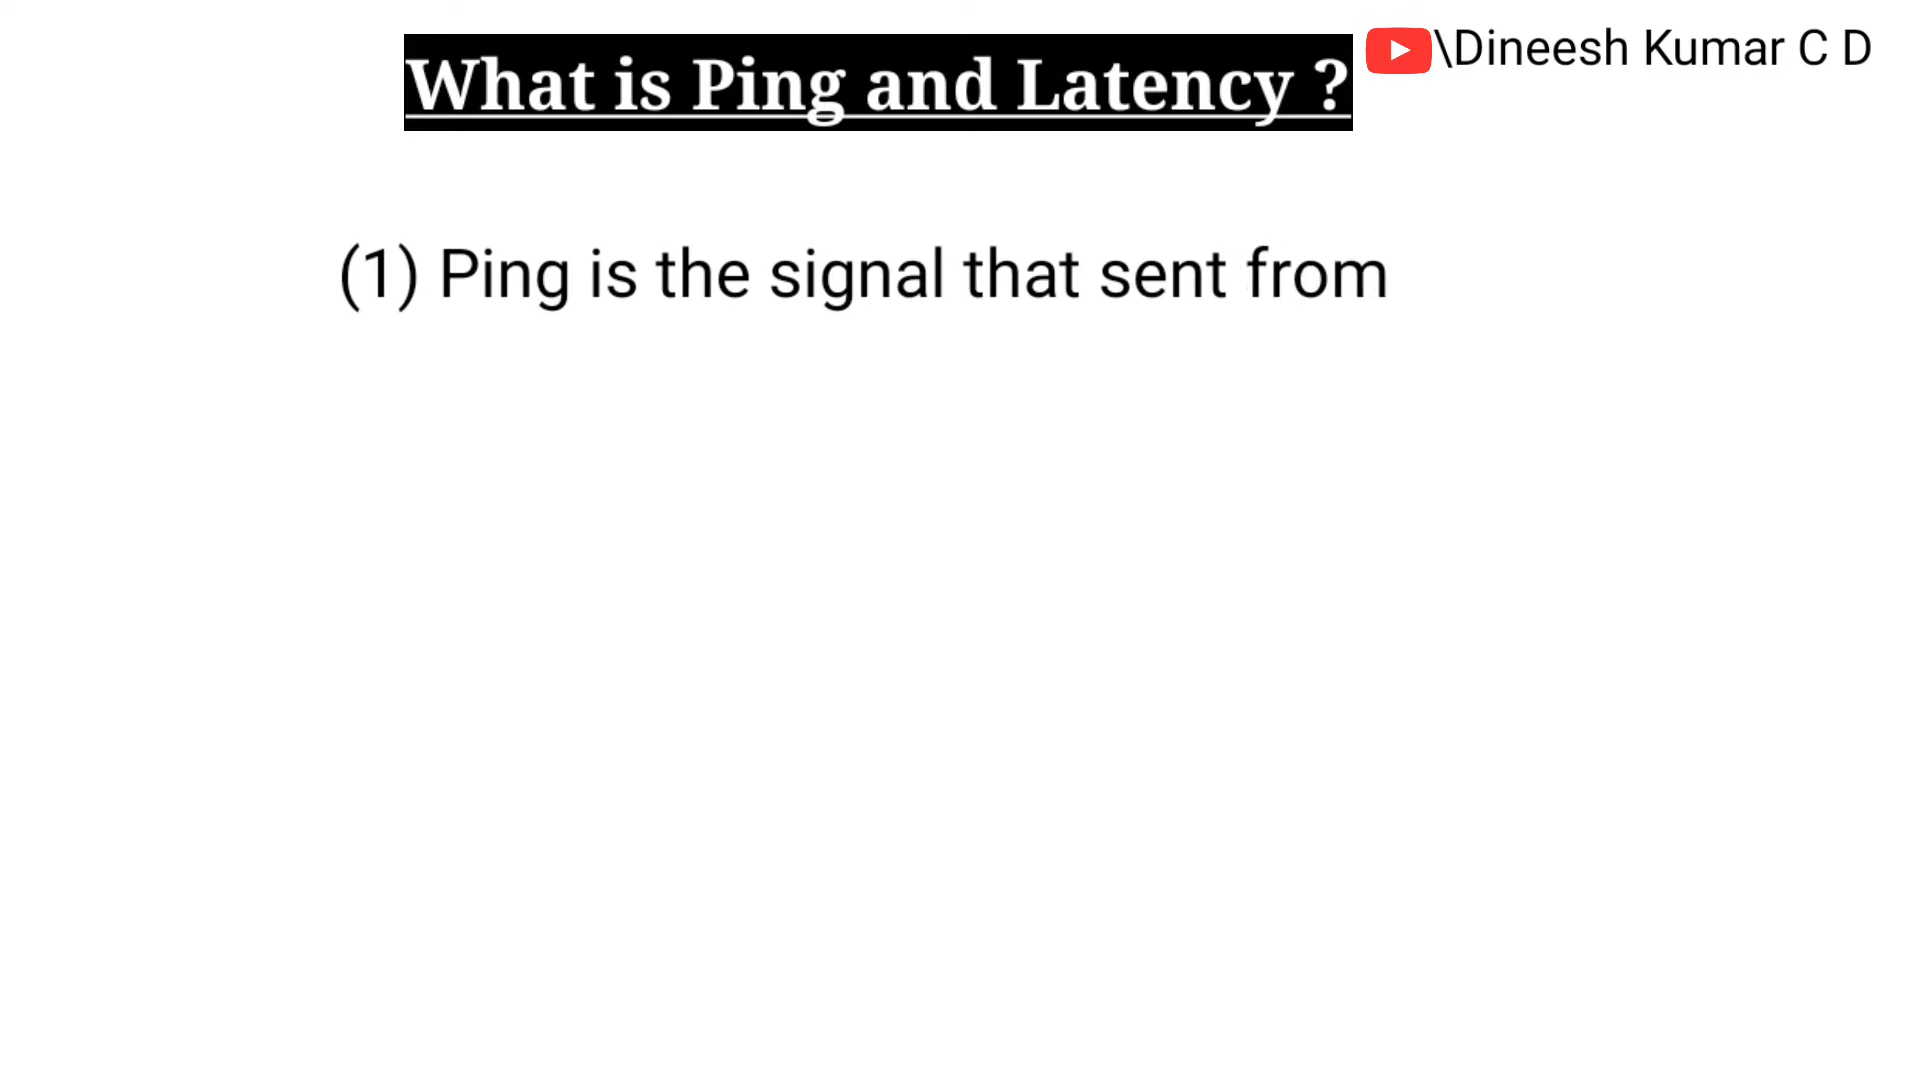 What is Ping and Latency ?
\Dineesh Kumar C D
(1) Ping is the signal that sent from